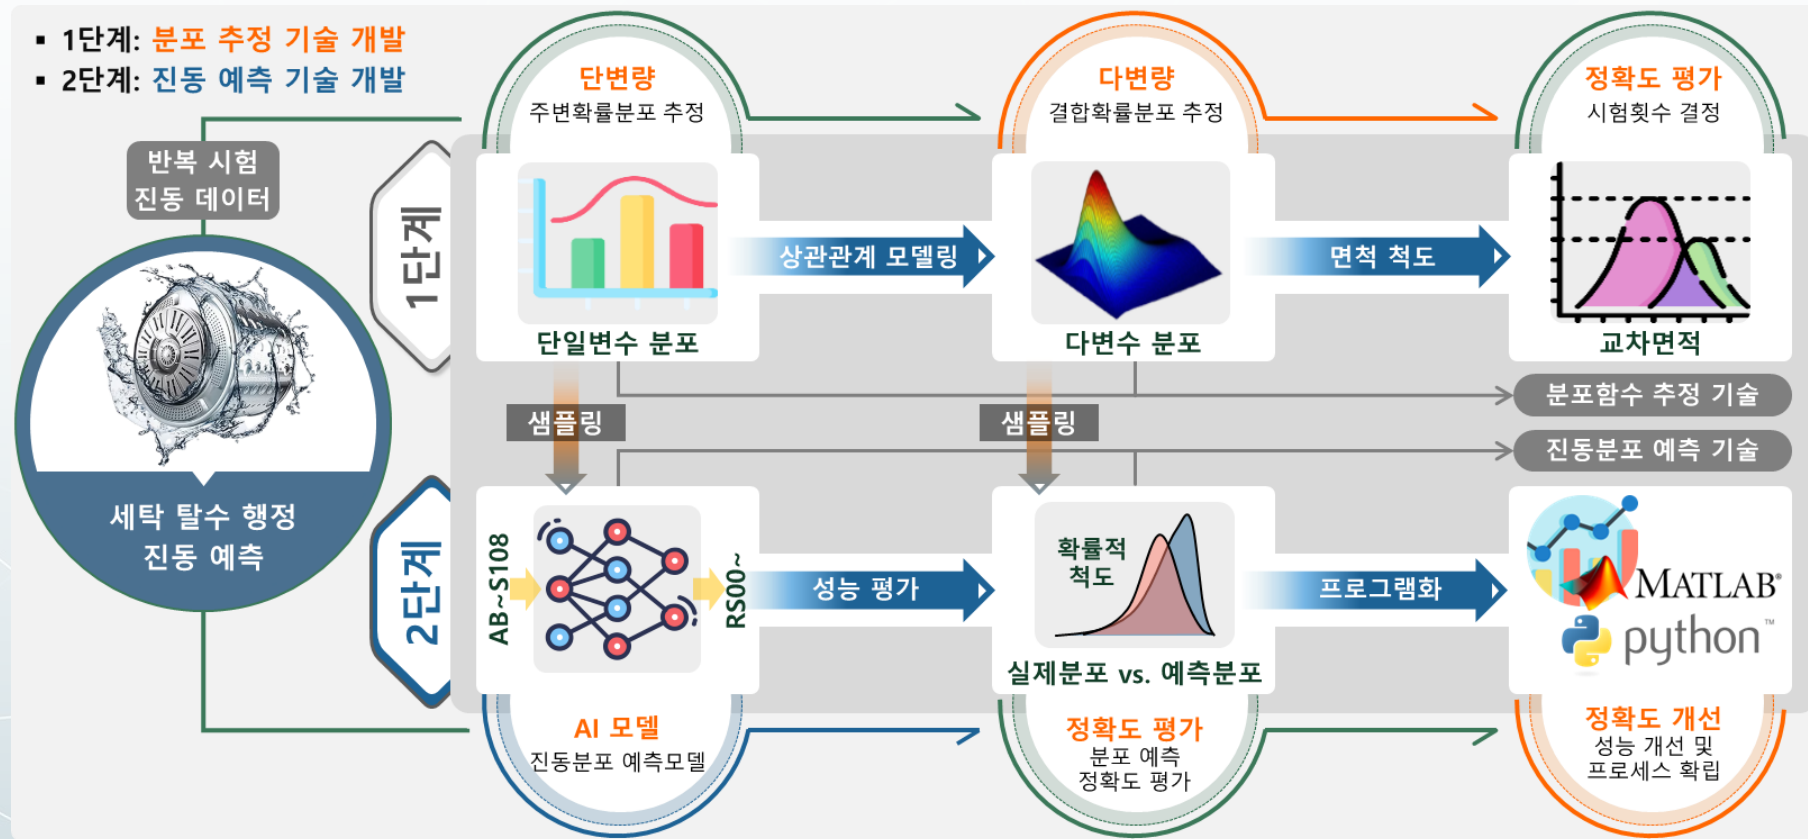 ▪ 1단계: 분포 추정 기술 개발
▪ 2단계: 진동 예측 기술 개발
반복 시험
진동 데이터
세탁 탈수 행정
진동 예측
1단계
단변량
주변확률분포 추정
단일변수 분포
상관관계 모델링
다변량
결합확률분포 추정
다변수 분포
면척 척도
정확도 평가
시험횟수 결정
교차면적
샘플링
샘플링
분포함수 추정 기술
진동분포 예측 기술
2단계
AB~S108
RS00~
AI 모델
진동분포 예측모델
성능 평가
확률적
척도
실제분포 vs. 예측분포
정확도 평가
분포 예측
정확도 평가
프로그램화
MATLAB®
python™
정확도 개선
성능 개선 및
프로세스 확립